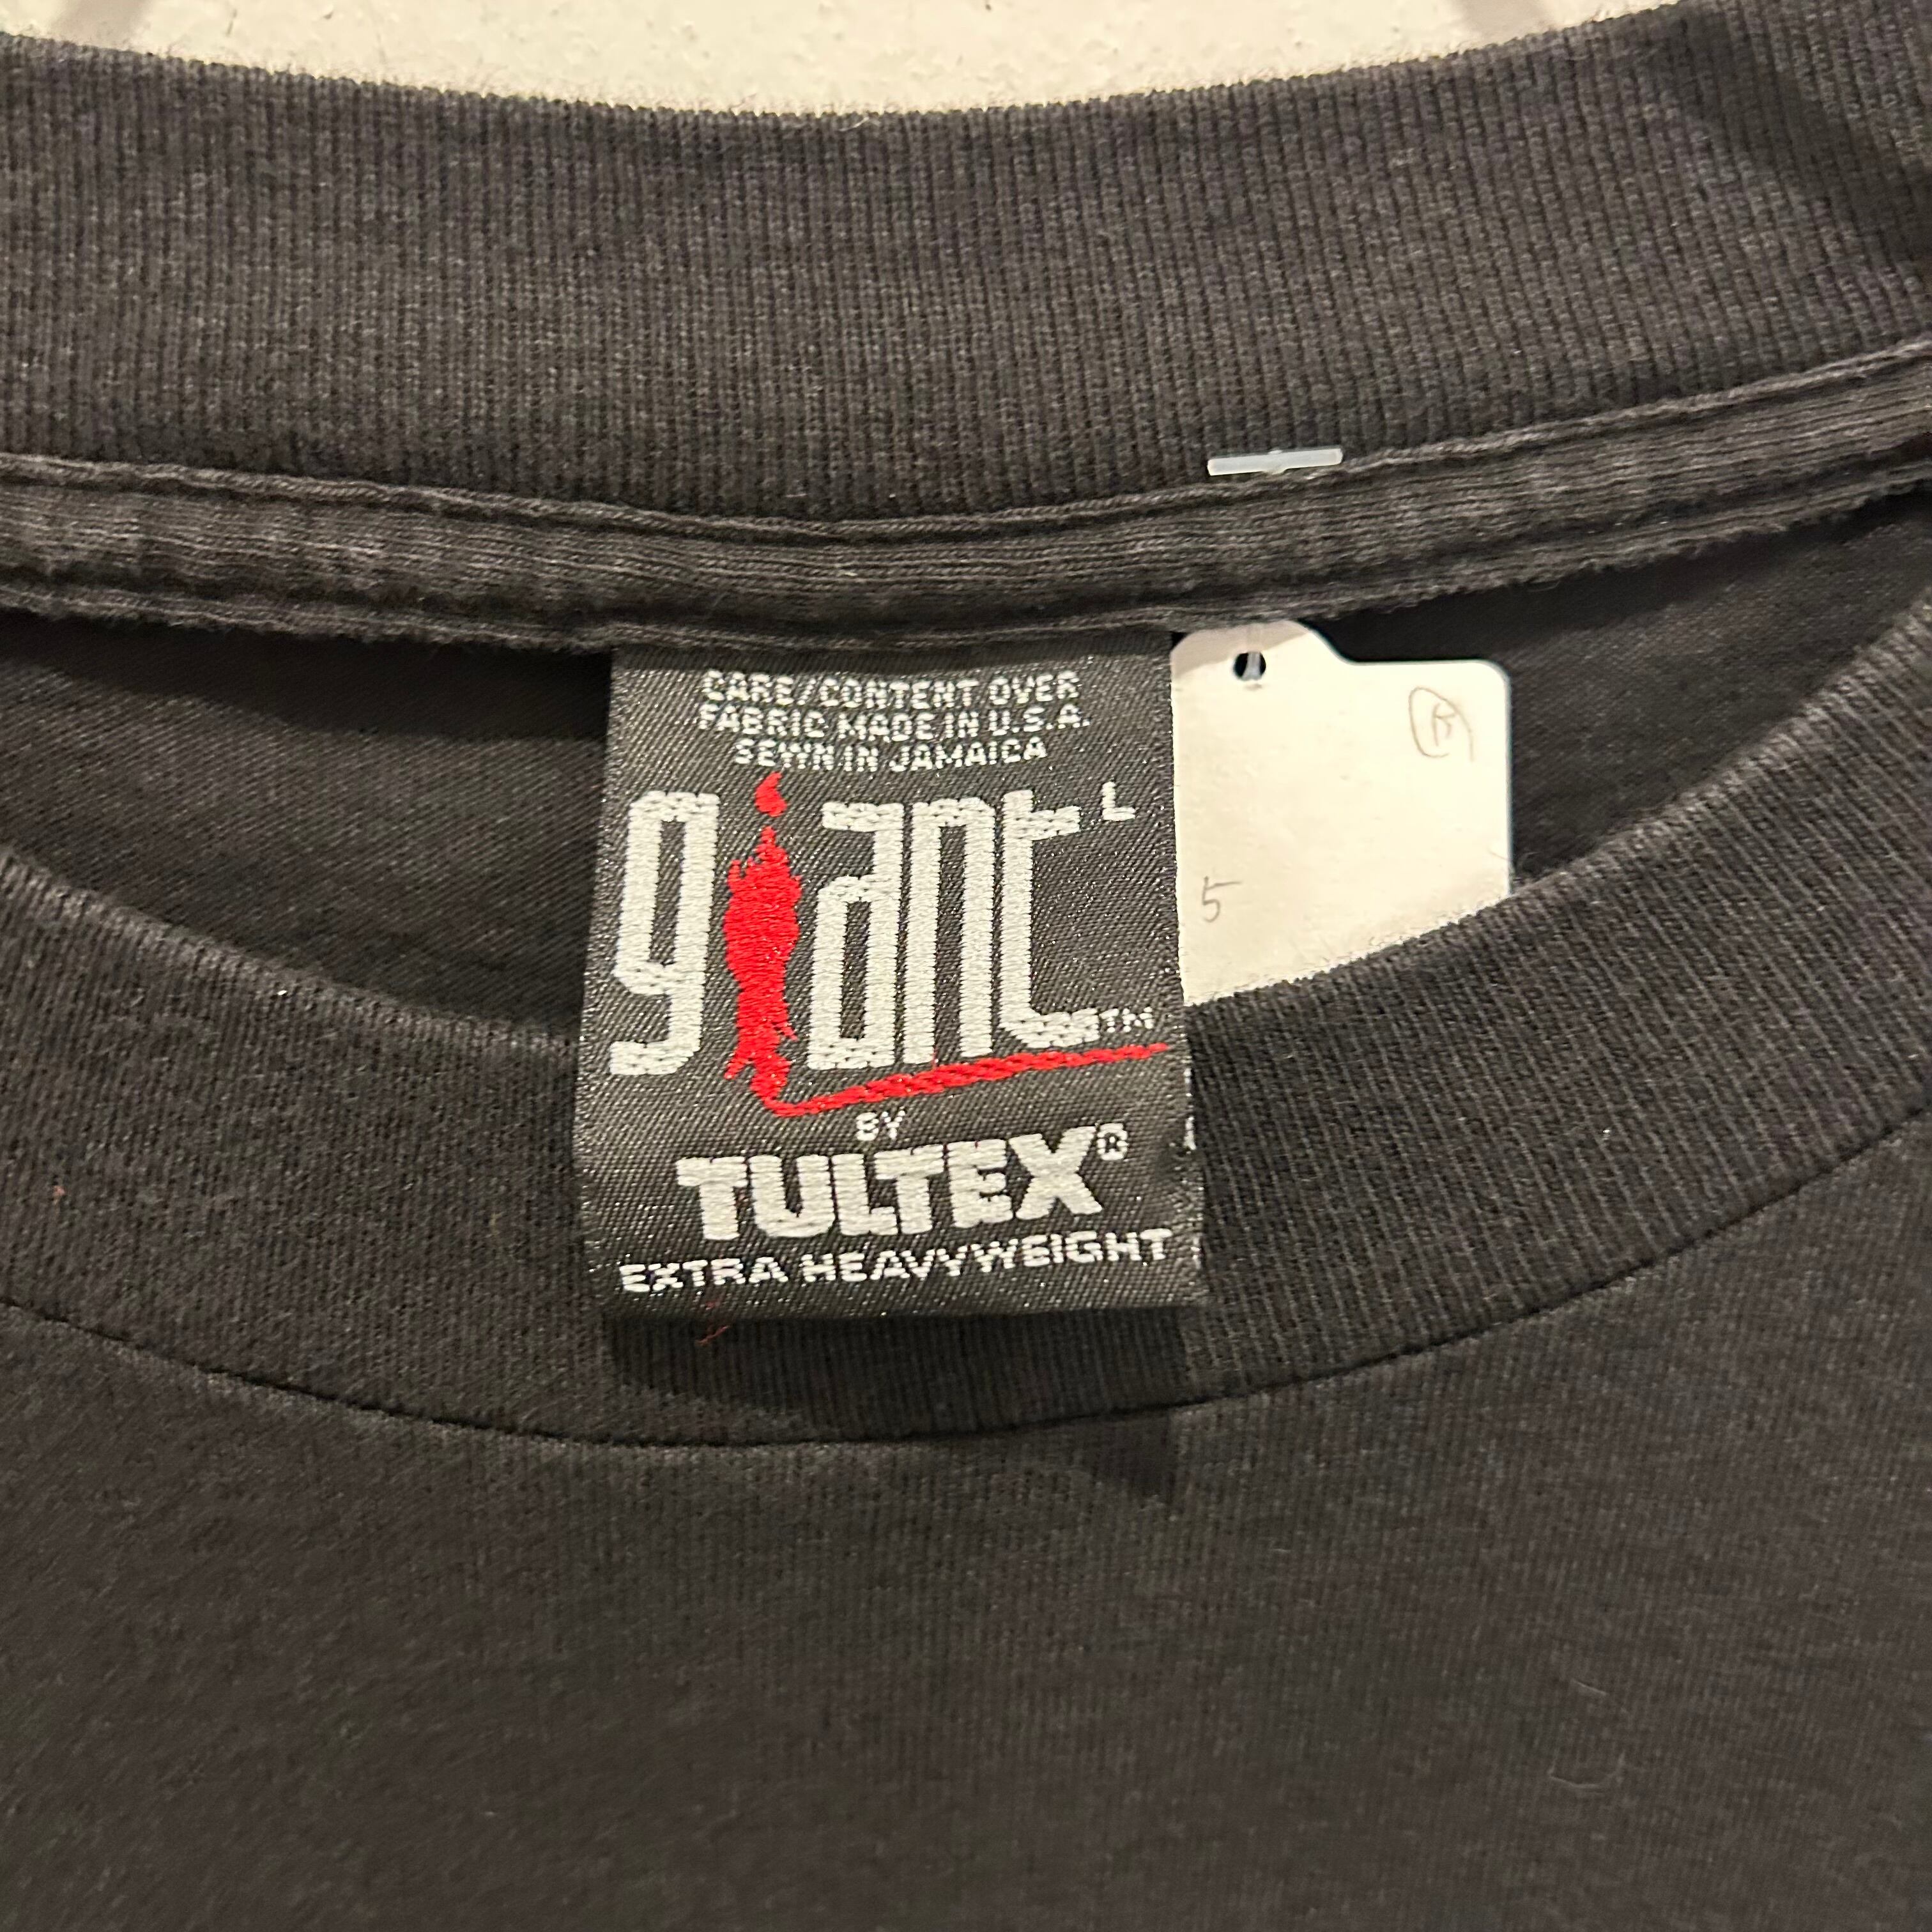 CARE/CONTENT OVER
FABRIC MADE IN U.S.A.
SEWN IN JAMAICA
giant L
TM
BY
TULTEX®
EXTRA HEAVYWEIGHT
5